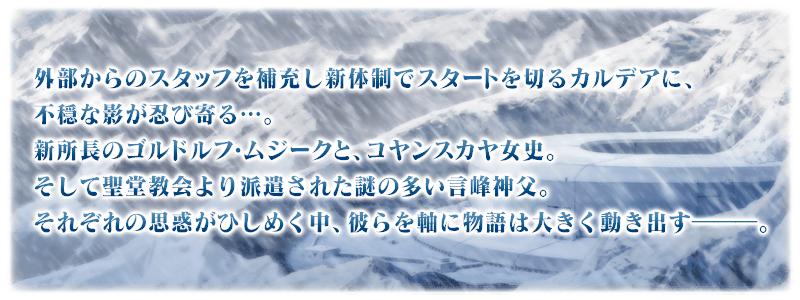 外部からのスタッフを補充し新体制でスタートを切るカルデアに、
不穏な影が忍び寄る…。
新所長のゴルドルフ・ムジークと、コヤンスカヤ女史。
そして聖堂教会より派遣された謎の多い言峰神父。
それぞれの思惑がひしめく中、彼らを軸に物語は大きく動き出す───。